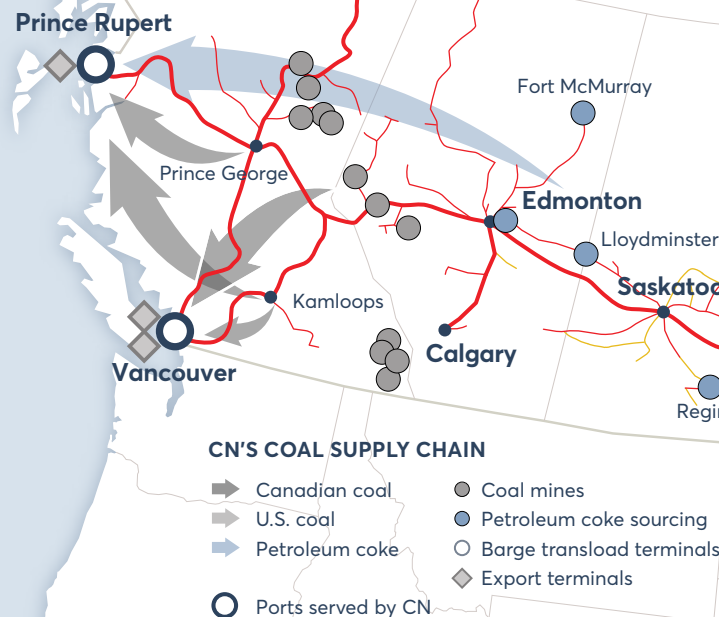 Prince Rupert
Fort McMurray
Prince George
Edmonton
Lloydminster
Saskatoo
Kamloops
Calgary
Vancouver
Regi
CN'S COAL SUPPLY CHAIN
Canadian coal
Coal mines
U.S. coal
Petroleum coke sourcing
Petroleum coke
Barge transload terminals
Export terminals
Ports served by CN